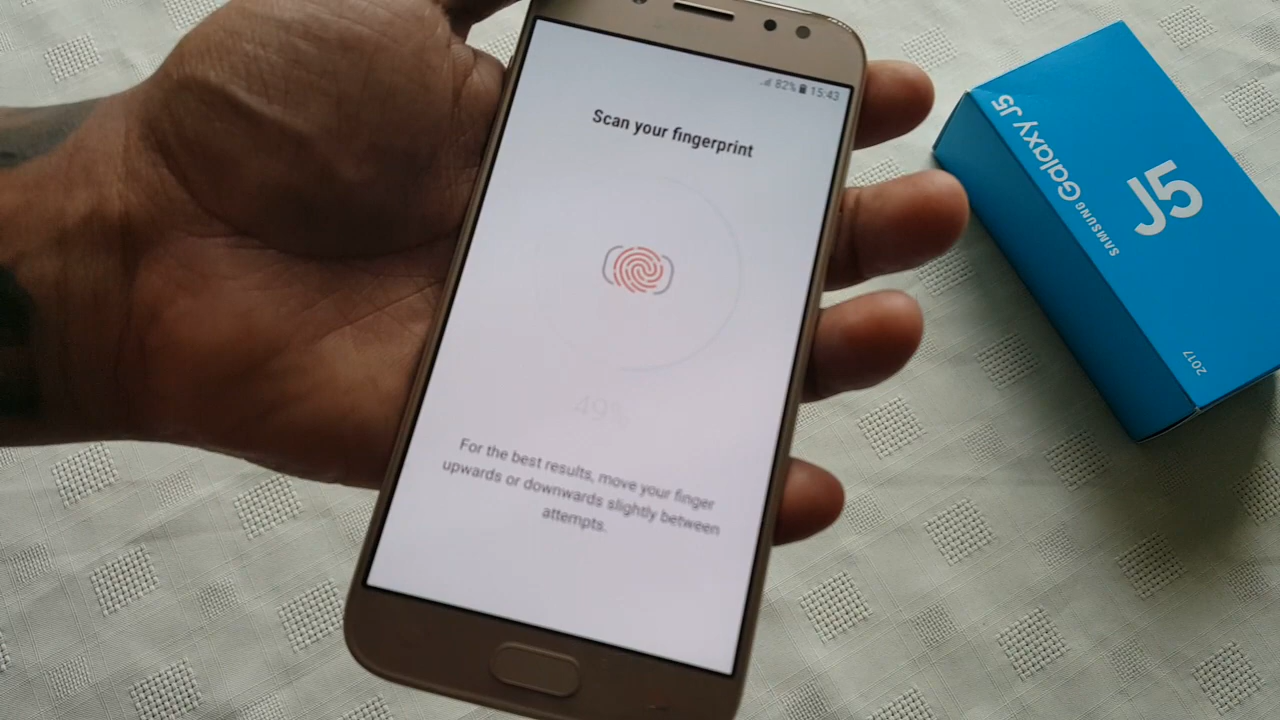 82% 15:43
Scan your fingerprint
49%
For the best results, move your finger
upwards or downwards slightly between
attempts.
SAMSUNG Galaxy J5
J5
2017